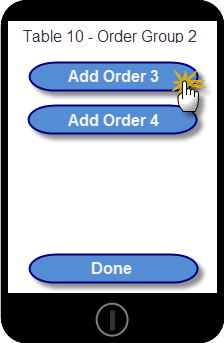 Table 10 - Order Group 2
Add Order 3
Add Order 4
Done